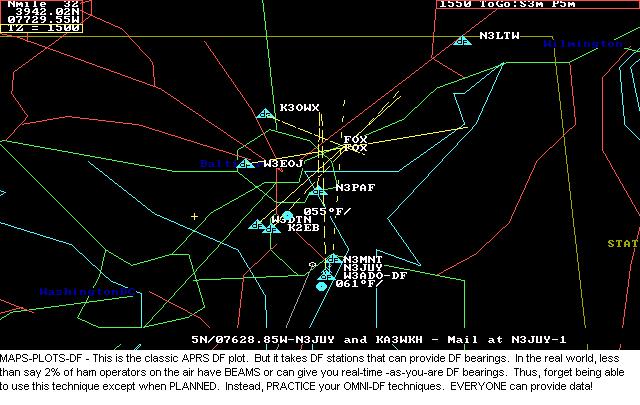 Nmile 32
1550 ToGo:S3m P5m
3942.02N
07729.55W
TZ = 1500
N3LTW
Wilmington
K3OWX
FOX
FOX
W3EOJ
N3PAF
055°F/
W3DTN
K2EB
N3MNT
N3JUY
W3ADO-DF
061°F/
STAT
WashingtonDC
5N/07628.85W-N3JUY and KA3WKH - Mail at N3JUY-1
MAPS-PLOTS-DF - This is the classic APRS DF plot. But it takes DF stations that can provide DF bearings. In the real world, less
than say 2% of ham operators on the air have BEAMS or can give you real-time -as-you-are DF bearings. Thus, forget being able
to use this technique except when PLANNED. Instead, PRACTICE your OMNI-DF techniques. EVERYONE can provide data!